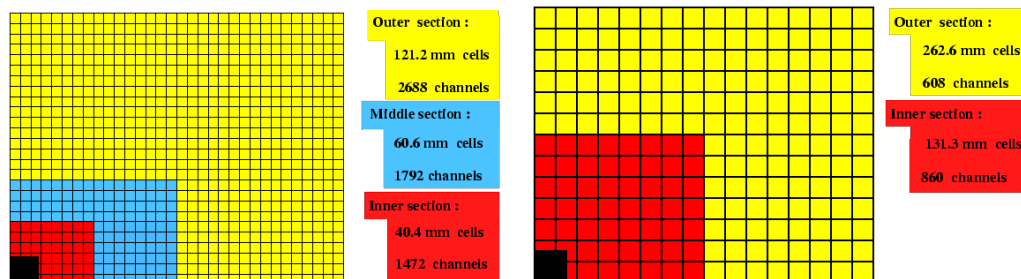 Outer section :
121.2 mm cells
2688 channels
Middle section :
60.6 mm cells
1792 channels
Inner section :
40.4 mm cells
1472 channels
Outer section :
262.6 mm cells
608 channels
Inner section :
131.3 mm cells
860 channels